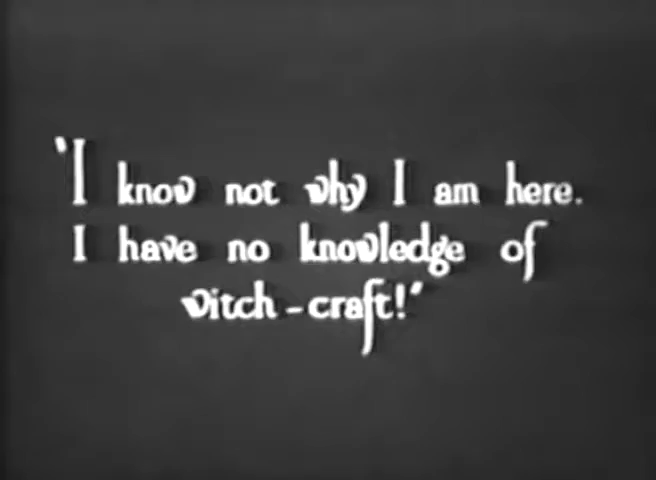 "I know not why I am here.
I have no knowledge of
witch-craft!"